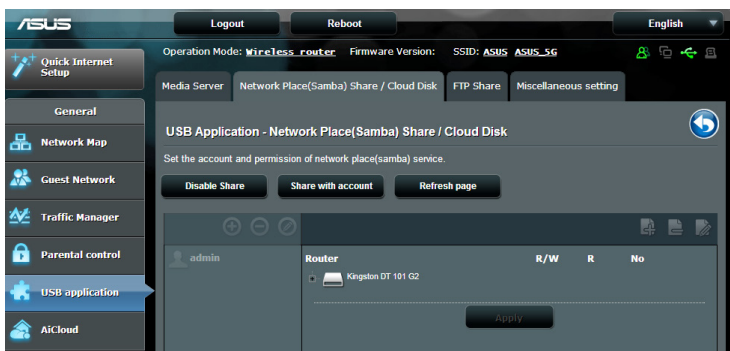 ASUS Logout Reboot English
Quick Internet Setup
Operation Mode: Wireless router Firmware Version: SSID: ASUS ASUS_5G
Media Server Network Place(Samba) Share / Cloud Disk FTP Share Miscellaneous setting
General
Network Map
Guest Network
Traffic Manager
Parental control
USB application
AiCloud
USB Application - Network Place(Samba) Share / Cloud Disk
Set the account and permission of network place(samba) service.
Disable Share Share with account Refresh page
admin
Router R/W R No
Kingston DT 101 G2
Apply